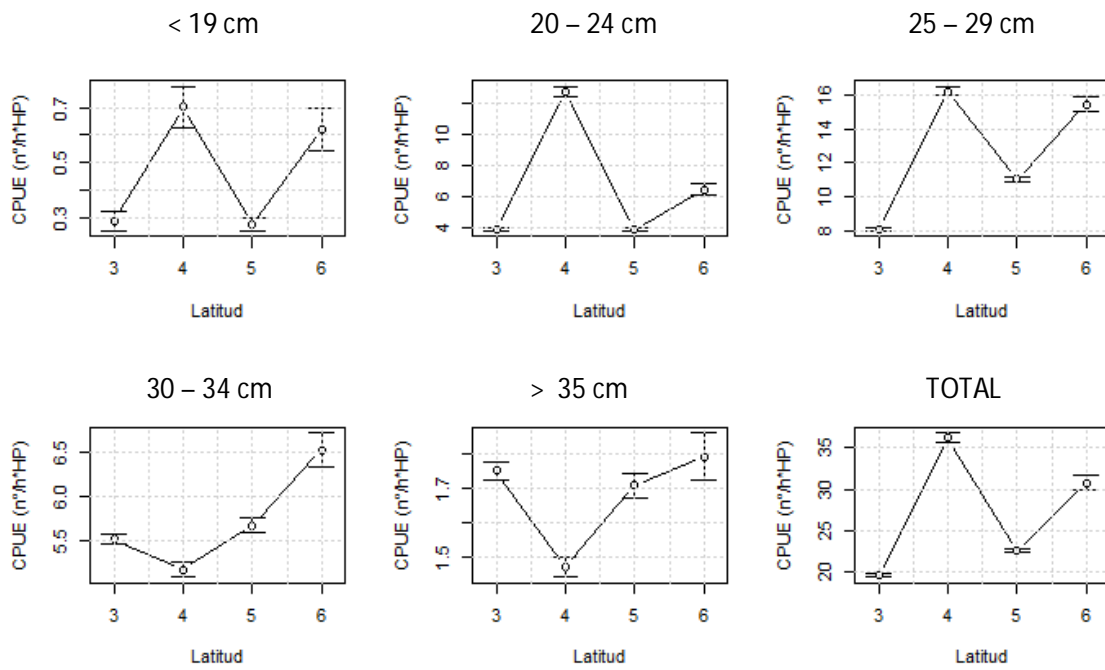 < 19 cm
20 – 24 cm
25 – 29 cm
CPUE (n°/h*HP)
0.3 0.5 0.7
3 4 5 6
Latitud
CPUE (n°/h*HP)
4 6 8 10
3 4 5 6
Latitud
CPUE (n°/h*HP)
8 10 12 14 16
3 4 5 6
Latitud
30 – 34 cm
> 35 cm
TOTAL
CPUE (n°/h*HP)
5.5 6.0 6.5
3 4 5 6
Latitud
CPUE (n°/h*HP)
1.5 1.7
3 4 5 6
Latitud
CPUE (n°/h*HP)
20 25 30 35
3 4 5 6
Latitud